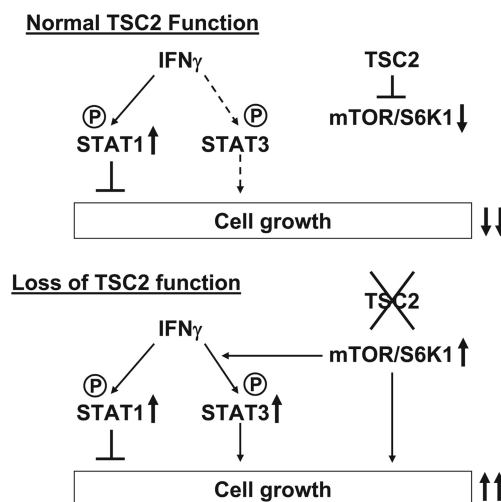 Normal TSC2 Function
IFNγ TSC2
P P mTOR/S6K1
STAT1 STAT3
Cell growth
Loss of TSC2 function
TSC2
IFNγ mTOR/S6K1
P P
STAT1 STAT3
Cell growth